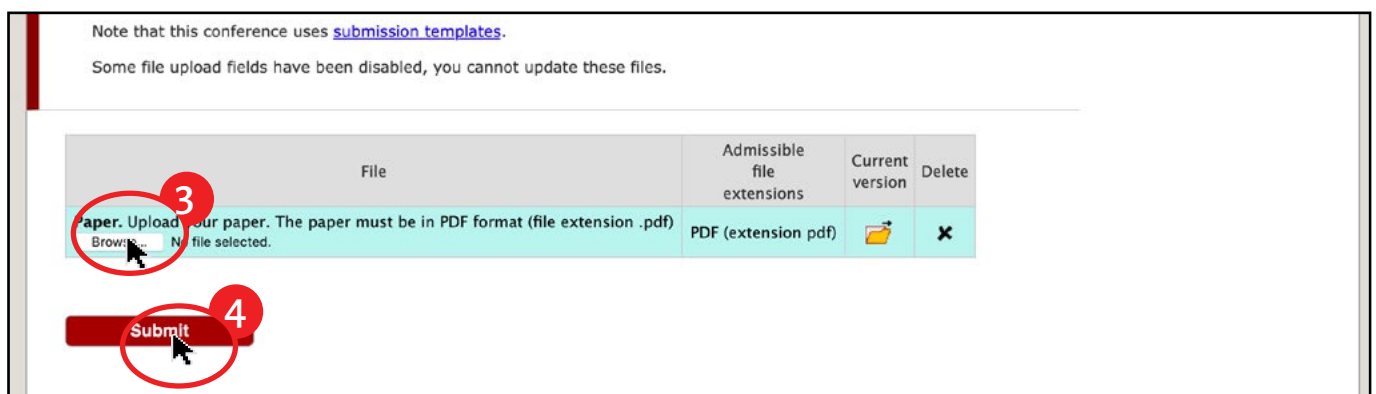 Note that this conference uses submission templates.
Some file upload fields have been disabled, you cannot update these files.
File
Admissible
file
extensions
Current
version
Delete
3
Paper. Upload your paper. The paper must be in PDF format (file extension .pdf)
Browse... No file selected.
PDF (extension pdf)
4
Submit